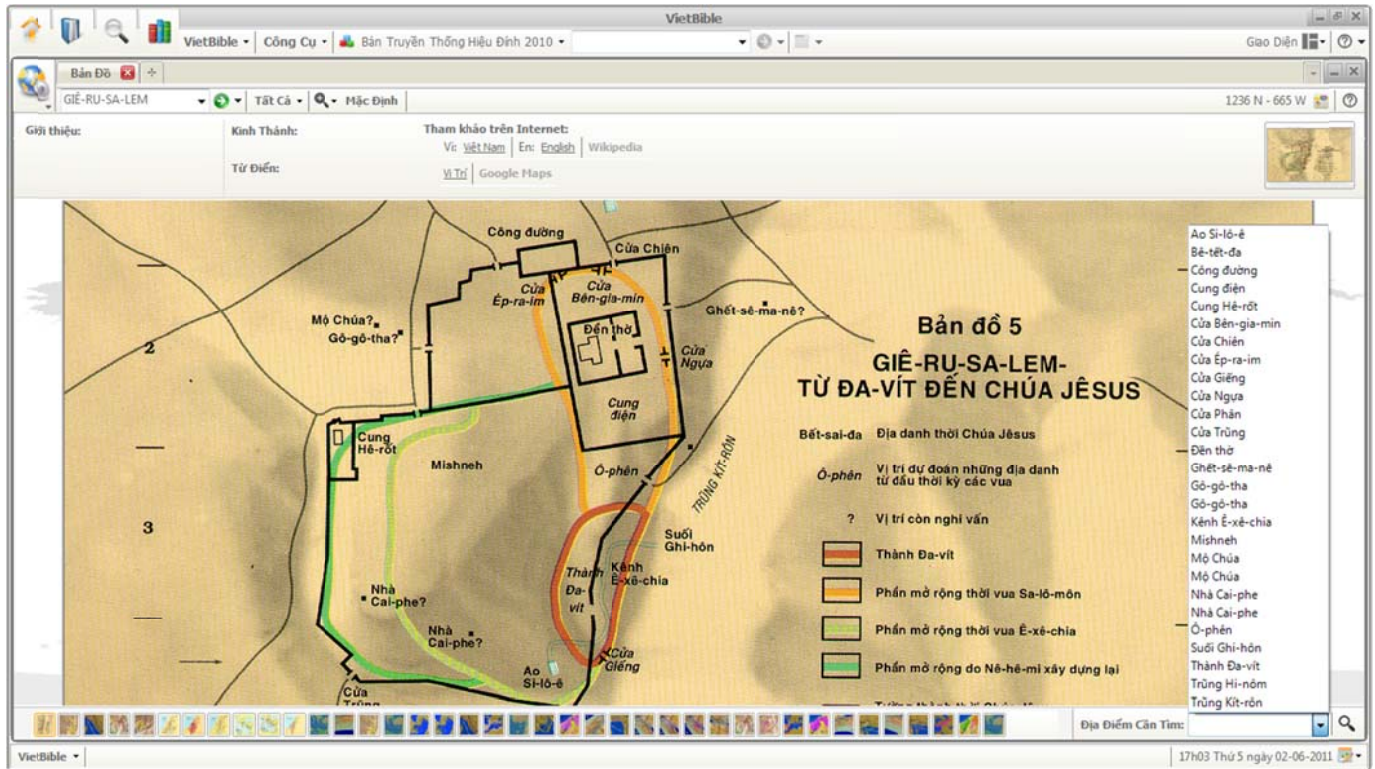 VietBible
VietBible
Công Cụ
Bản Truyền Thống Hiệu Đính 2010
Giao Diện
Bản Đồ
GIÊ-RU-SA-LEM
Tất Cả
Mặc Định
1236 N - 665 W
Giới thiệu:
Kinh Thánh:
Từ Điển:
Tham khảo trên Internet:
Vi: Việt Nam
En: English
Wikipedia
Vị Trí
Google Maps
Công đường
Cửa Chiên
Cửa
Ép-ra-im
Cửa
Bên-gia-min
Mộ Chúa?
Gô-gô-tha?
Đền thờ
Ghết-sê-ma-nê?
Cửa
Ngựa
2
Cung
điện
Cung
Hê-rốt
Mishneh
Ô-phên
TRŨNG KÍT-RÔN
3
Suối
Ghi-hôn
Thành
Đa-
vít
Kênh
Ê-xê-chia
Nhà
Cai-phe?
Nhà
Cai-phe?
Ao
Si-lô-ê
Cửa
Giếng
Cửa
Trũng
Bản đồ 5
GIÊ-RU-SA-LEM-
TỪ ĐA-VÍT ĐẾN CHÚA JÊSUS
Bết-sai-đa
Địa danh thời Chúa Jêsus
Ô-phên
Vị trí dự đoán những địa danh
từ đầu thời kỳ các vua
?
Vị trí còn nghi vấn
Thành Đa-vít
Phần mở rộng thời vua Sa-lô-môn
Phần mở rộng thời vua Ê-xê-chia
Phần mở rộng do Nê-hê-mi xây dựng lại
Ao Si-lô-ê
Bê-tết-đa
Công đường
Cung điện
Cung Hê-rốt
Cửa Bên-gia-min
Cửa Chiên
Cửa Ép-ra-im
Cửa Giếng
Cửa Ngựa
Cửa Phân
Cửa Trũng
Đền thờ
Ghết-sê-ma-nê
Gô-gô-tha
Gô-gô-tha
Kênh Ê-xê-chia
Mishneh
Mộ Chúa
Mộ Chúa
Nhà Cai-phe
Nhà Cai-phe
Ô-phên
Suối Ghi-hôn
Thành Đa-vít
Trũng Hi-nôm
Trũng Kít-rôn
Địa Điểm Cần Tìm:
VietBible
17h03 Thứ 5 ngày 02-06-2011